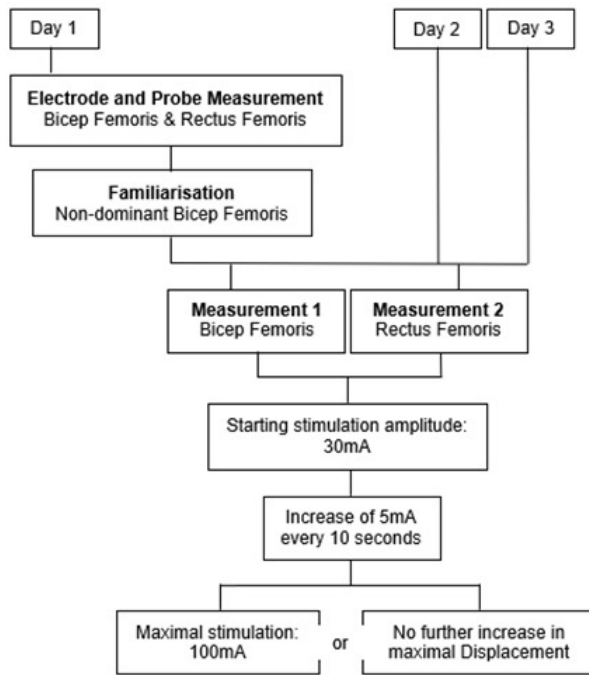 Day 1
Day 2
Day 3
Electrode and Probe Measurement
Bicep Femoris & Rectus Femoris
Familiarisation
Non-dominant Bicep Femoris
Measurement 1
Bicep Femoris
Measurement 2
Rectus Femoris
Starting stimulation amplitude:
30mA
Increase of 5mA
every 10 seconds
Maximal stimulation:
100mA
or
No further increase in
maximal Displacement